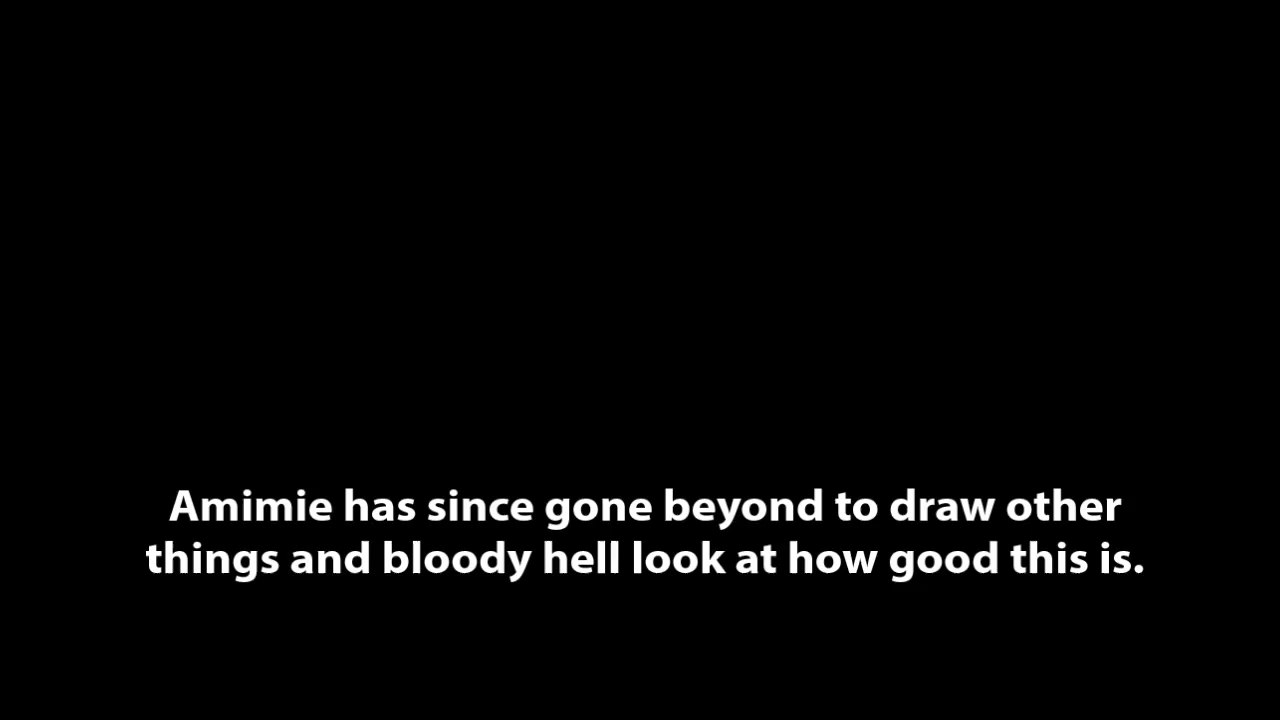 Amimie has since gone beyond to draw other
things and bloody hell look at how good this is.